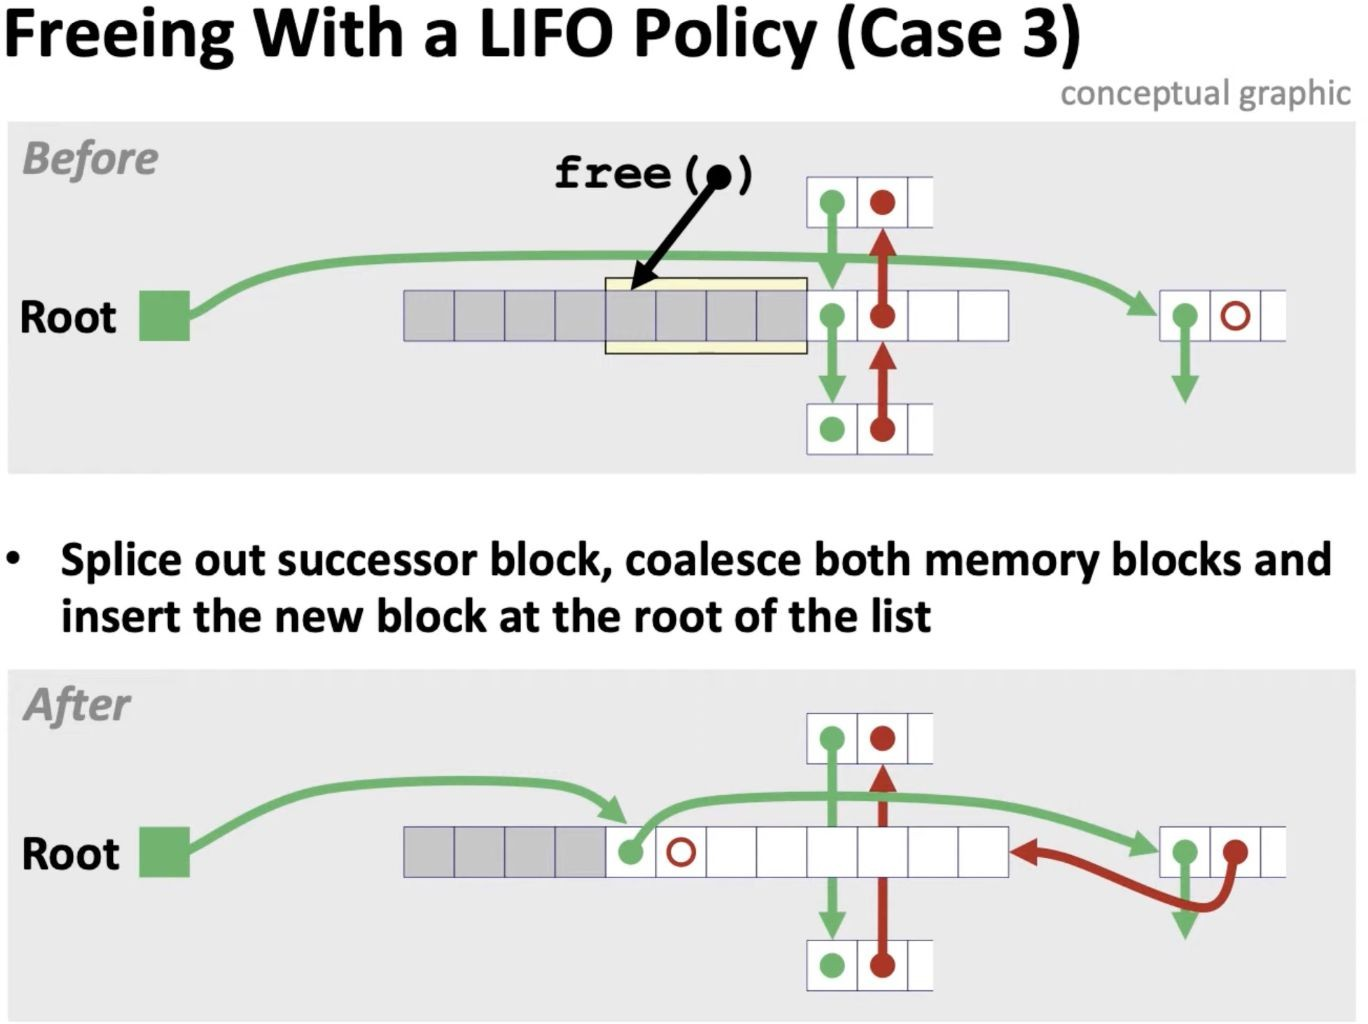 Freeing With a LIFO Policy (Case 3)
conceptual graphic
Before
free( )
Root
• Splice out successor block, coalesce both memory blocks and
insert the new block at the root of the list
After
Root